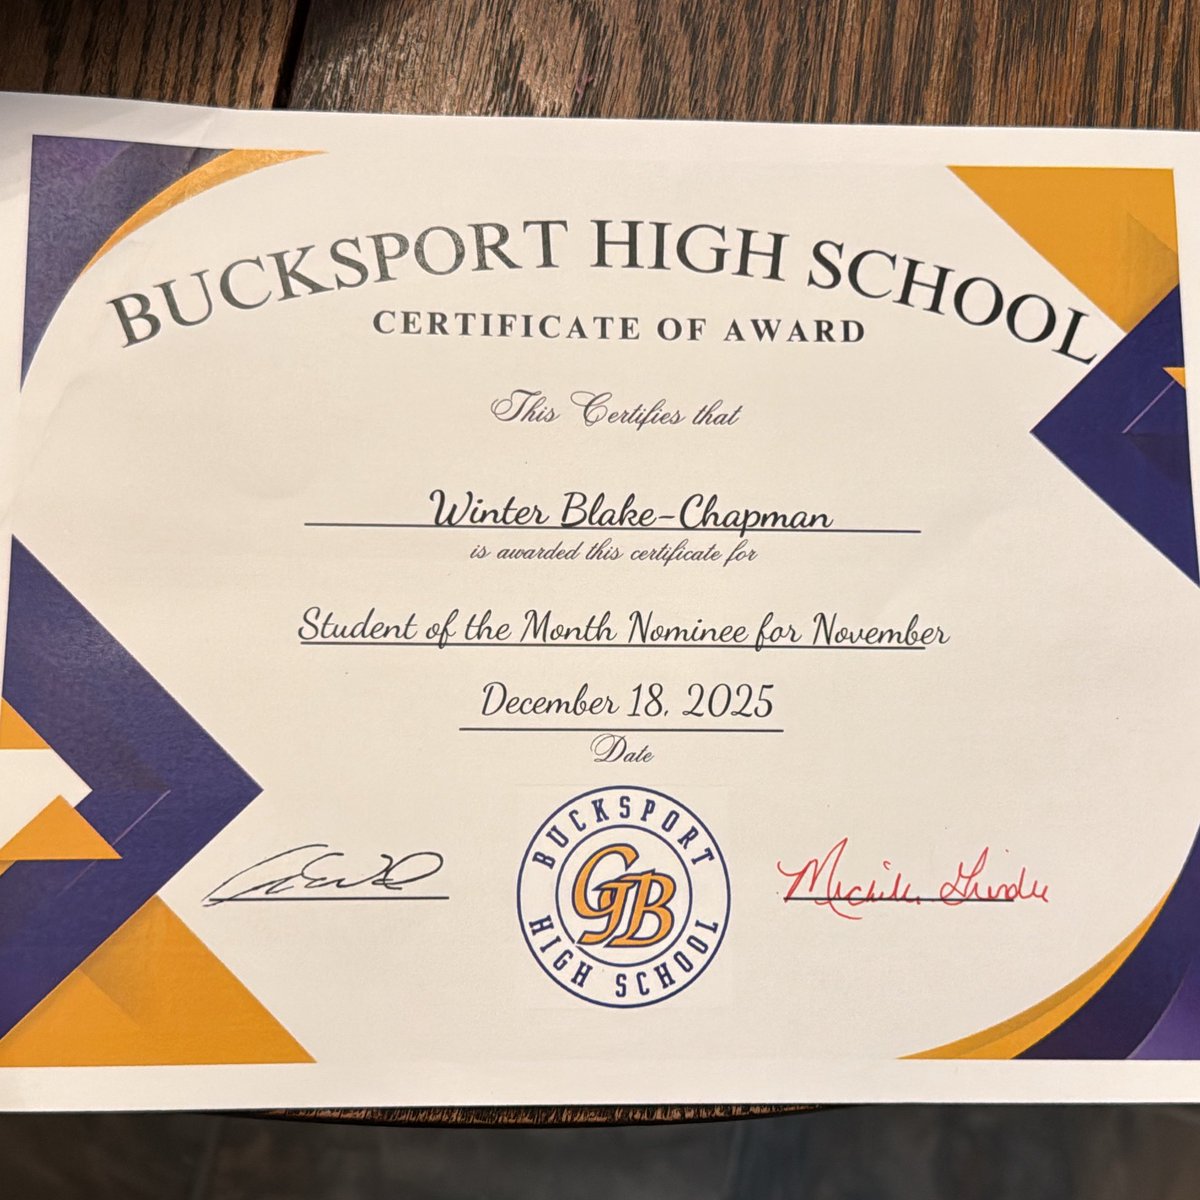 BUCKSPORT HIGH SCHOOL
CERTIFICATE OF AWARD
This Certifies that
Winter Blake-Chapman
is awarded this certificate for
Student of the Month Nominee for November
December 18, 2025
Date
BUCKSPORT
GB
HIGH SCHOOL